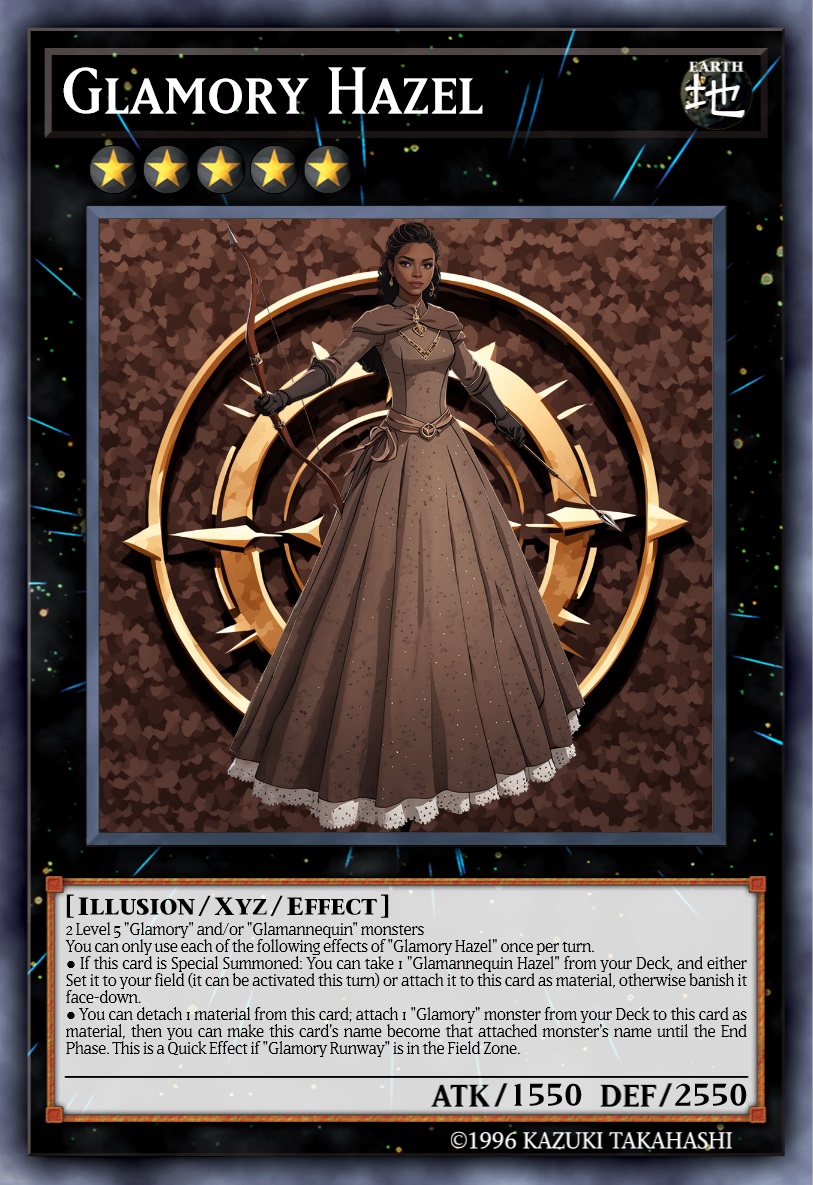 Glamory Hazel
EARTH
地
[Illusion/Xyz/Effect]
2 Level 5 "Glamory" and/or "Glamannequin" monsters
You can only use each of the following effects of "Glamory Hazel" once per turn.
● If this card is Special Summoned: You can take 1 "Glamannequin Hazel" from your Deck, and either
Set it to your field (it can be activated this turn) or attach it to this card as material, otherwise banish it
face-down.
● You can detach 1 material from this card; attach 1 "Glamory" monster from your Deck to this card as
material, then you can make this card's name become that attached monster's name until the End
Phase. This is a Quick Effect if "Glamory Runway" is in the Field Zone.
ATK/1550 DEF/2550
©1996 KAZUKI TAKAHASHI